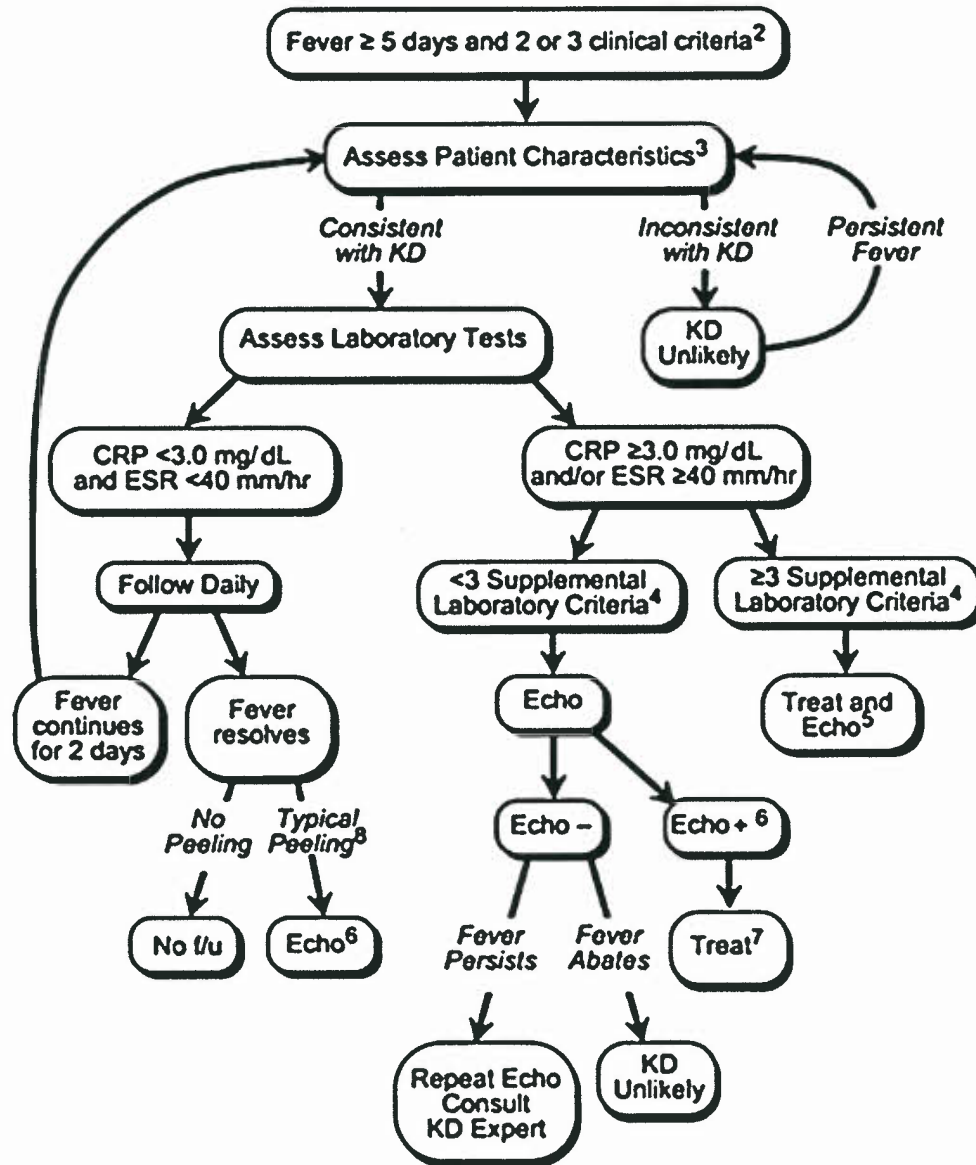 Fever ≥ 5 days and 2 or 3 clinical criteria²
Assess Patient Characteristics³
Consistent
with KD
Inconsistent
with KD
Persistent
Fever
KD
Unlikely
Assess Laboratory Tests
CRP <3.0 mg/dL
and ESR <40 mm/hr
CRP ≥3.0 mg/dL
and/or ESR ≥40 mm/hr
Follow Daily
<3 Supplemental
Laboratory Criteria⁴
≥3 Supplemental
Laboratory Criteria⁴
Fever
continues
for 2 days
Fever
resolves
Echo
Treat and
Echo⁵
No
Peeling
Typical
Peeling⁸
Echo –
Echo + ⁶
No f/u
Echo⁶
Fever
Persists
Fever
Abates
Treat⁷
Repeat Echo
Consult
KD Expert
KD
Unlikely